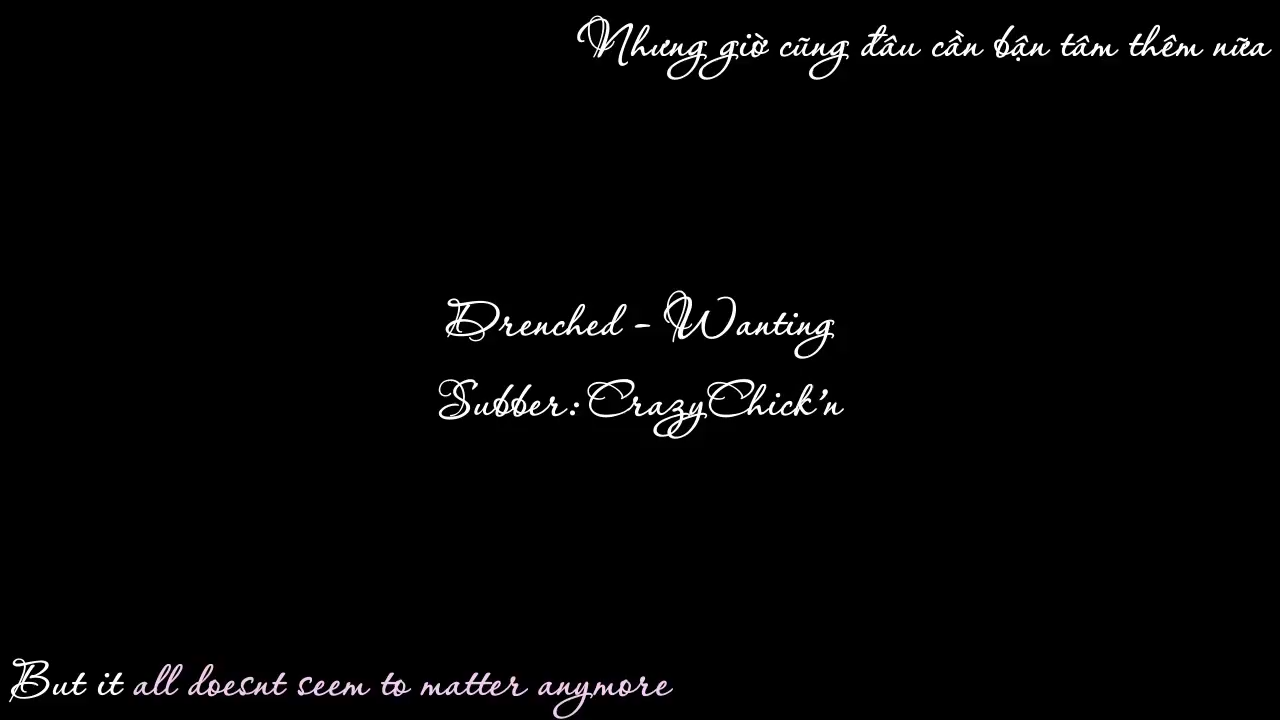 Nhưng giờ cũng đâu cần bận tâm thêm nữa
Drenched - Wanting
Subber: CrazyChick'n
But it all doesnt seem to matter anymore